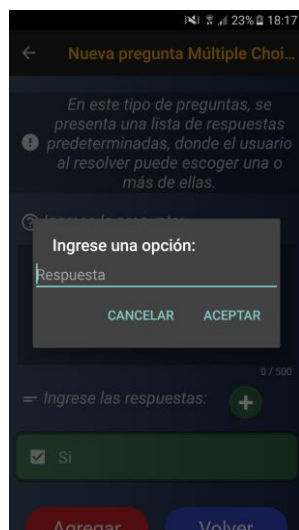 23% 18:17
Nueva pregunta Múltiple Choi...
En este tipo de preguntas, se
presenta una lista de respuestas
predeterminadas, donde el usuario
al resolver puede escoger una o
más de ellas.
Ingrese una opción:
Respuesta
CANCELAR ACEPTAR
0 / 500
Ingrese las respuestas:
Si
Agregar Volver